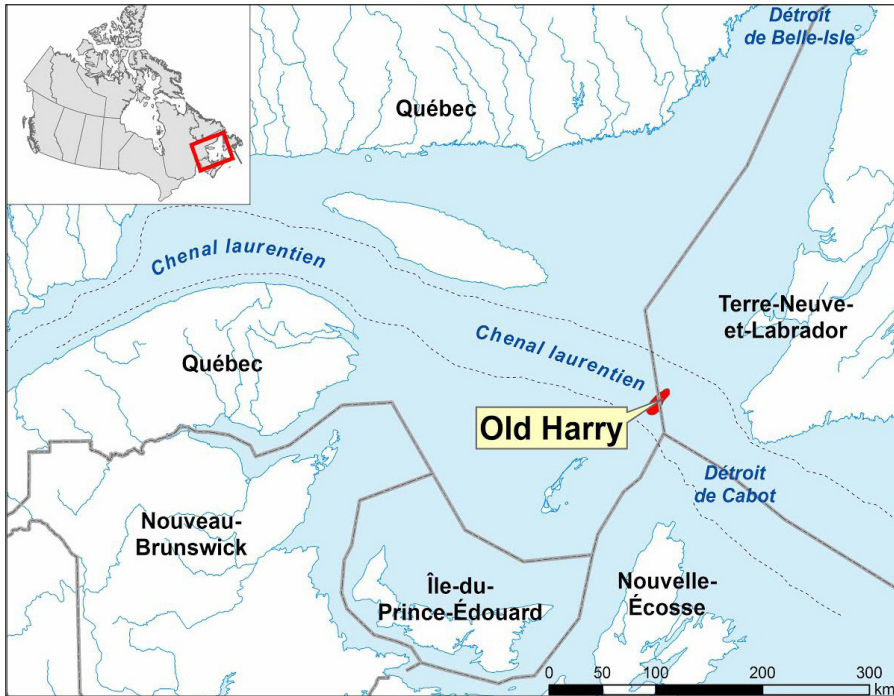 Détroit
de Belle-Isle
Québec
Chenal laurentien
Terre-Neuve-
et-Labrador
Chenal laurentien
Québec
Old Harry
Détroit
de Cabot
Nouveau-
Brunswick
Île-du-
Prince-Édouard
Nouvelle-
Écosse
0 50 100 200 300
km